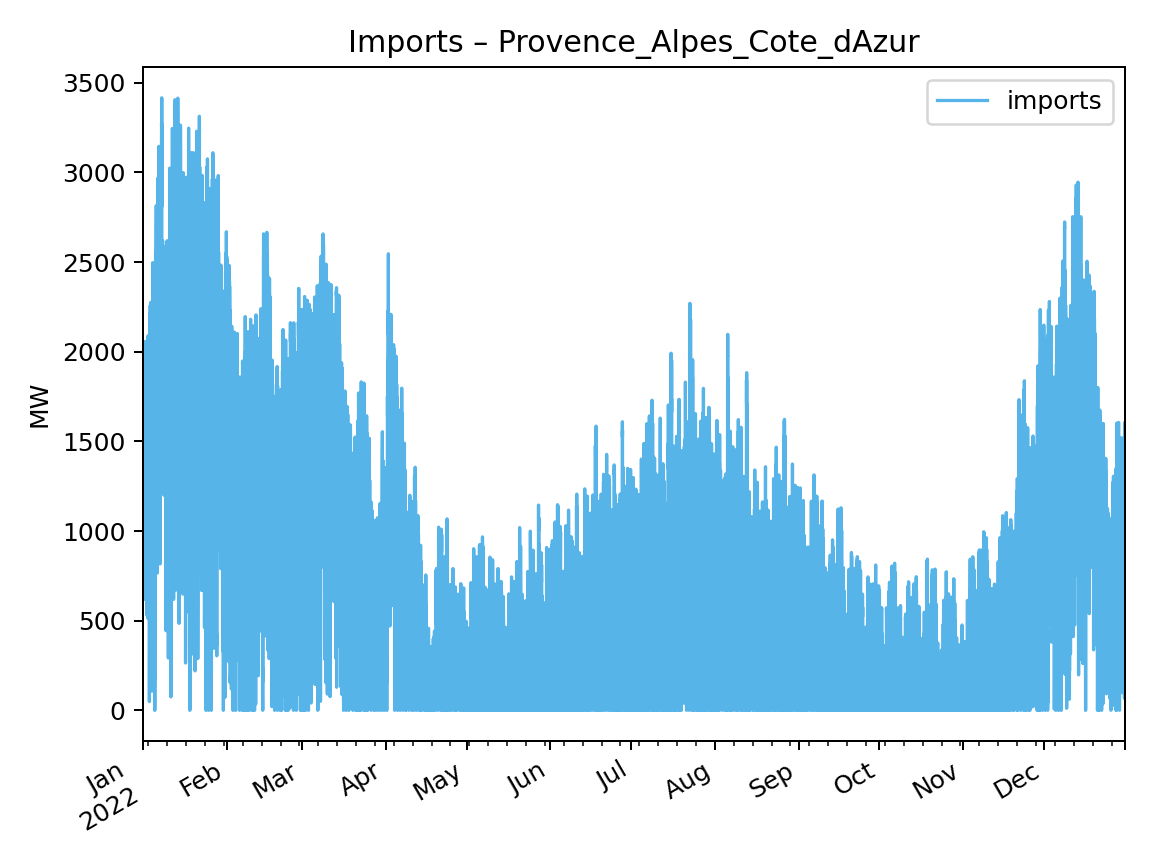 Imports – Provence_Alpes_Cote_dAzur
imports
MW
3500
3000
2500
2000
1500
1000
500
0
Jan
2022
Feb
Mar
Apr
May
Jun
Jul
Aug
Sep
Oct
Nov
Dec